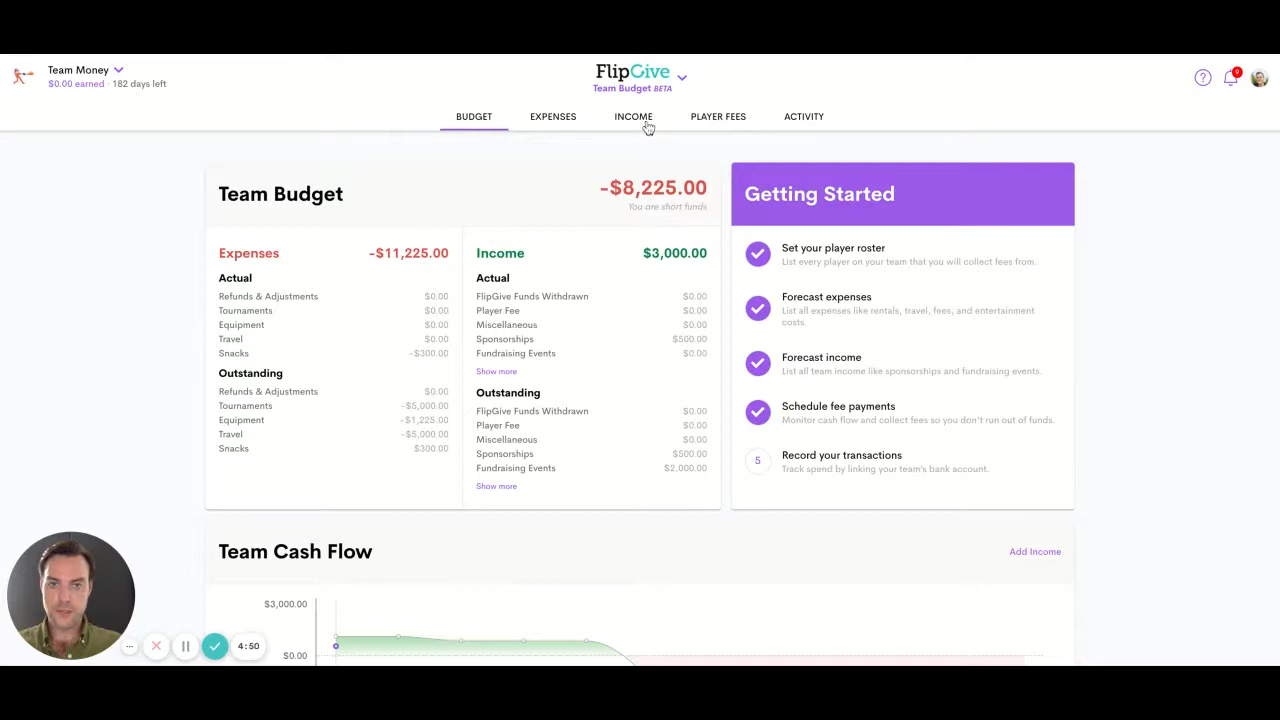 Team Money
$0.00 earned · 182 days left
FlipGive
Team Budget BETA
9
BUDGET
EXPENSES
INCOME
PLAYER FEES
ACTIVITY
Team Budget
-$8,225.00
You are short funds
Expenses -$11,225.00
Actual
Refunds & Adjustments $0.00
Tournaments $0.00
Equipment $0.00
Travel $0.00
Snacks -$300.00
Outstanding
Refunds & Adjustments $0.00
Tournaments -$5,000.00
Equipment -$1,225.00
Travel -$5,000.00
Snacks $300.00
Income $3,000.00
Actual
FlipGive Funds Withdrawn $0.00
Player Fee $0.00
Miscellaneous $0.00
Sponsorships $500.00
Fundraising Events $0.00
Show more
Outstanding
FlipGive Funds Withdrawn $0.00
Player Fee $0.00
Miscellaneous $0.00
Sponsorships $500.00
Fundraising Events $2,000.00
Show more
Getting Started
Set your player roster
List every player on your team that you will collect fees from.
Forecast expenses
List all expenses like rentals, travel, fees, and entertainment
costs.
Forecast income
List all team income like sponsorships and fundraising events.
Schedule fee payments
Monitor cash flow and collect fees so you don't run out of funds.
5
Record your transactions
Track spend by linking your team's bank account.
Team Cash Flow
Add Income
$3,000.00
$0.00
4:50